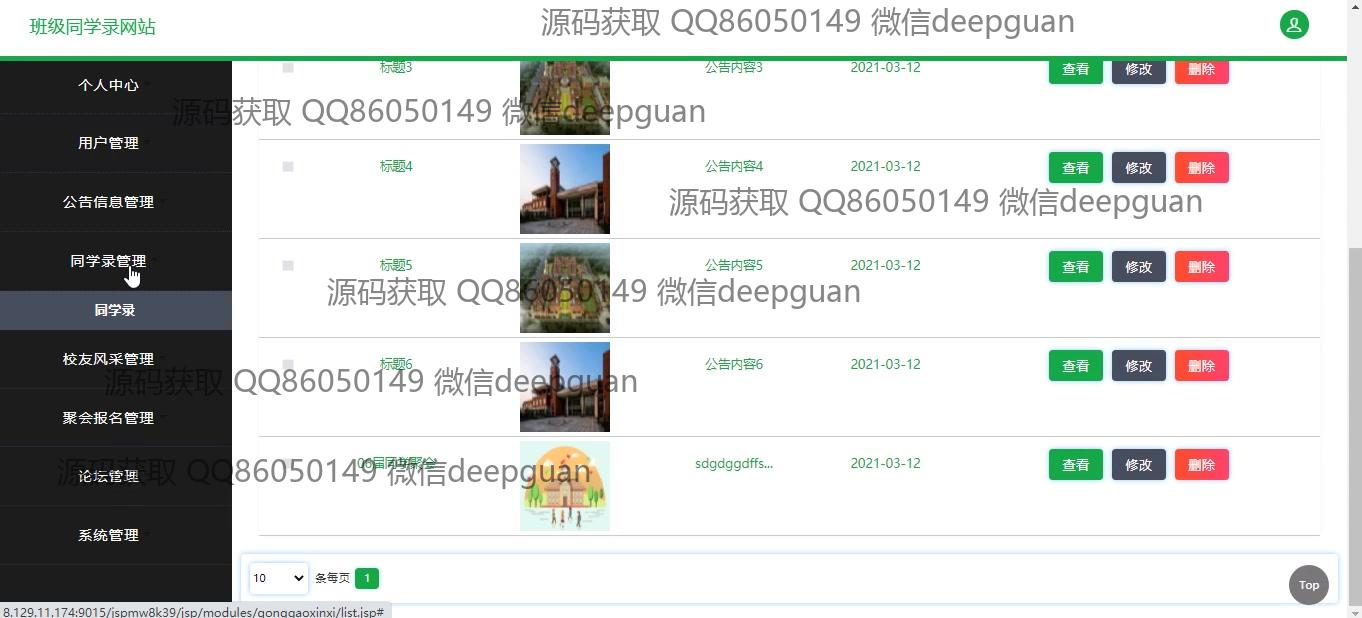 班级同学录网站
源码获取 QQ86050149 微信deepguan
个人中心
用户管理
公告信息管理
同学录管理
同学录
校友风采管理
聚会报名管理
论坛管理
系统管理
标题3 公告内容3 2021-03-12 查看 修改 删除
源码获取 QQ86050149 微信deepguan
标题4 公告内容4 2021-03-12 查看 修改 删除
源码获取 QQ86050149 微信deepguan
标题5 公告内容5 2021-03-12 查看 修改 删除
源码获取 QQ86050149 微信deepguan
标题6 公告内容6 2021-03-12 查看 修改 删除
源码获取 QQ86050149 微信deepguan
06届同学聚会 sdgdggdffs... 2021-03-12 查看 修改 删除
源码获取 QQ86050149 微信deepguan
10 条每页 1
Top
8.129.11.174:9015/jspmw8k39/jsp/modules/gonggaoxinxi/list.jsp#